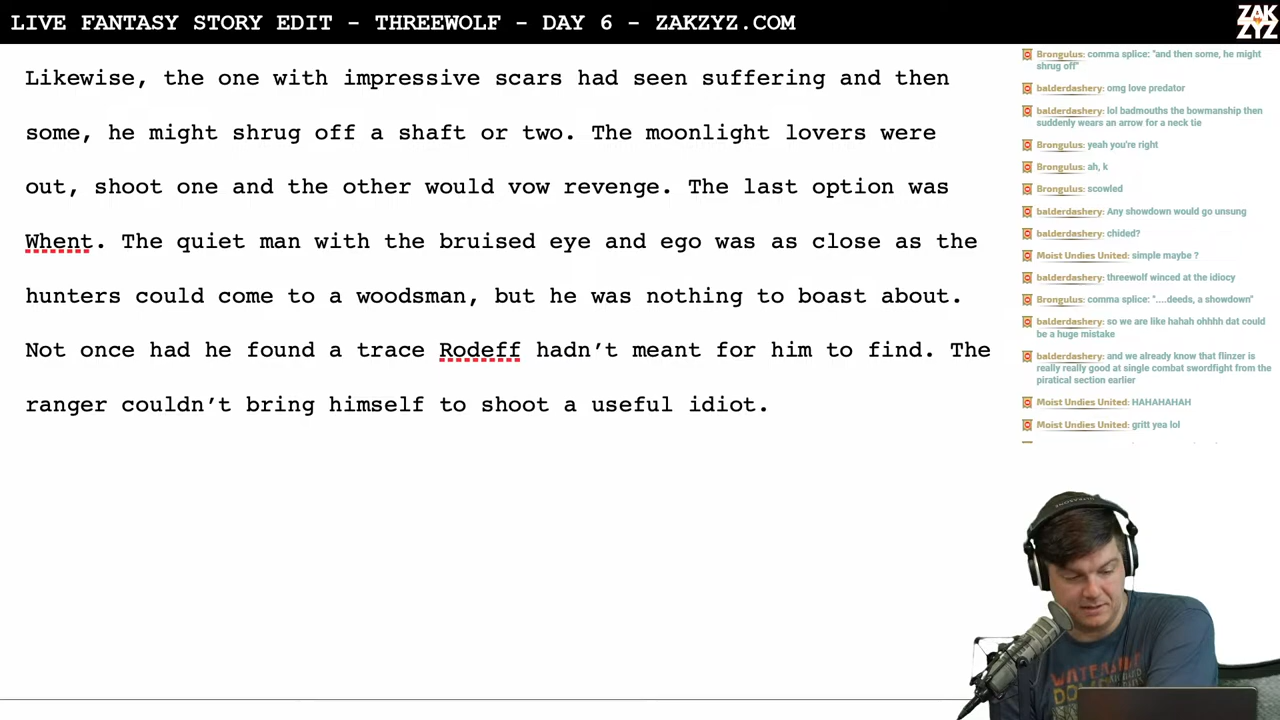 LIVE FANTASY STORY EDIT - THREEWOLF - DAY 6 - ZAKZYZ.COM
ZAK
ZYZ
Likewise, the one with impressive scars had seen suffering and then
some, he might shrug off a shaft or two. The moonlight lovers were
out, shoot one and the other would vow revenge. The last option was
Whent. The quiet man with the bruised eye and ego was as close as the
hunters could come to a woodsman, but he was nothing to boast about.
Not once had he found a trace Rodeff hadn’t meant for him to find. The
ranger couldn’t bring himself to shoot a useful idiot.
Brongulus: comma splice: "and then some, he might
shrug off"
balderdashery: omg love predator
balderdashery: lol badmouths the bowmanship then
suddenly wears an arrow for a neck tie
Brongulus: yeah you're right
Brongulus: ah, k
Brongulus: scowled
balderdashery: Any showdown would go unsung
balderdashery: chided?
Moist Undies United: simple maybe ?
balderdashery: threewolf winced at the idiocy
Brongulus: comma splice: "....deeds, a showdown"
balderdashery: so we are like hahah ohhhh dat could
be a huge mistake
balderdashery: and we already know that flinzer is
really really good at single combat swordfight from the
piratical section earlier
Moist Undies United: HAHAHAHAH
Moist Undies United: gritt yea lol